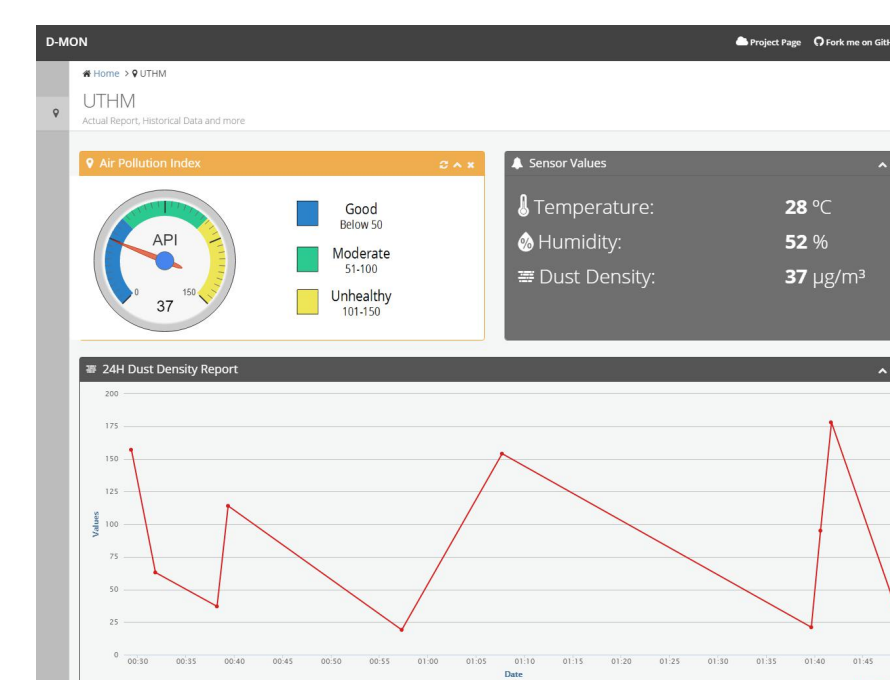 D-MON
Project Page Fork me on GitH
Home > UTHM
UTHM
Actual Report, Historical Data and more
Air Pollution Index
API
0 150
37
Good
Below 50
Moderate
51-100
Unhealthy
101-150
Sensor Values
Temperature: 28 °C
Humidity: 52 %
Dust Density: 37 µg/m³
24H Dust Density Report
200
175
150
125
100
75
50
25
0
Values
00:30 00:35 00:40 00:45 00:50 00:55 01:00 01:05 01:10 01:15 01:20 01:25 01:30 01:35 01:40 01:45
Date